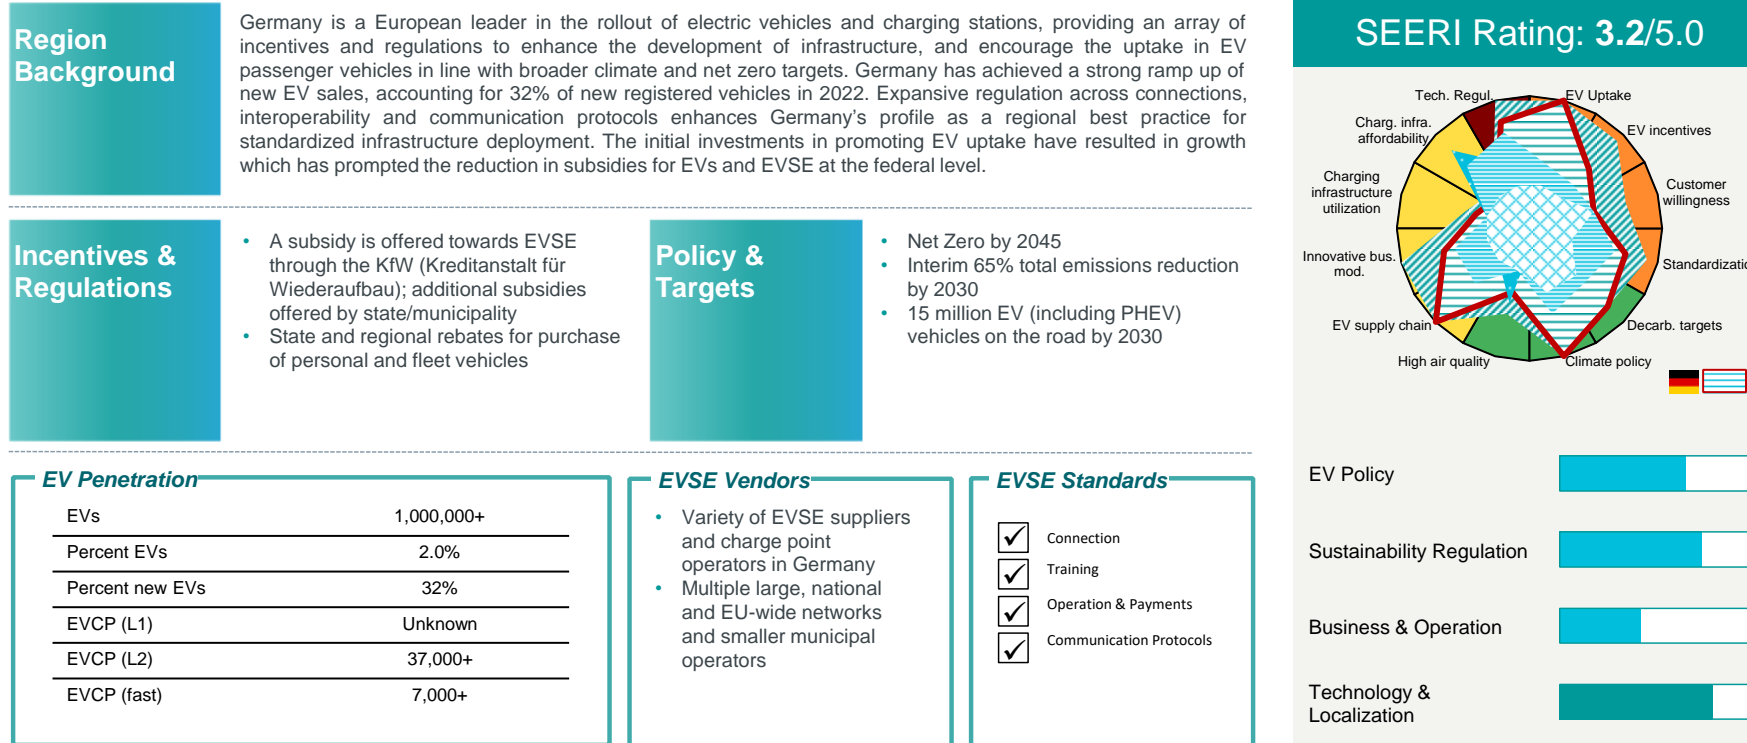 Region
Background
Germany is a European leader in the rollout of electric vehicles and charging stations, providing an array of
incentives and regulations to enhance the development of infrastructure, and encourage the uptake in EV
passenger vehicles in line with broader climate and net zero targets. Germany has achieved a strong ramp up of
new EV sales, accounting for 32% of new registered vehicles in 2022. Expansive regulation across connections,
interoperability and communication protocols enhances Germany's profile as a regional best practice for
standardized infrastructure deployment. The initial investments in promoting EV uptake have resulted in growth
which has prompted the reduction in subsidies for EVs and EVSE at the federal level.
Incentives &
Regulations
• A subsidy is offered towards EVSE
through the KfW (Kreditanstalt für
Wiederaufbau); additional subsidies
offered by state/municipality
• State and regional rebates for purchase
of personal and fleet vehicles
Policy &
Targets
• Net Zero by 2045
• Interim 65% total emissions reduction
by 2030
• 15 million EV (including PHEV)
vehicles on the road by 2030
EV Penetration
EVs 1,000,000+
Percent EVs 2.0%
Percent new EVs 32%
EVCP (L1) Unknown
EVCP (L2) 37,000+
EVCP (fast) 7,000+
EVSE Vendors
• Variety of EVSE suppliers
and charge point
operators in Germany
• Multiple large, national
and EU-wide networks
and smaller municipal
operators
EVSE Standards
Connection
Training
Operation & Payments
Communication Protocols
SEERI Rating: 3.2/5.0
Tech. Regul.
EV Uptake
Charg. infra.
affordability
EV incentives
Charging
infrastructure
utilization
Customer
willingness
Innovative bus.
mod.
Standardizatio
EV supply chain
Decarb. targets
High air quality
Climate policy
EV Policy
Sustainability Regulation
Business & Operation
Technology &
Localization